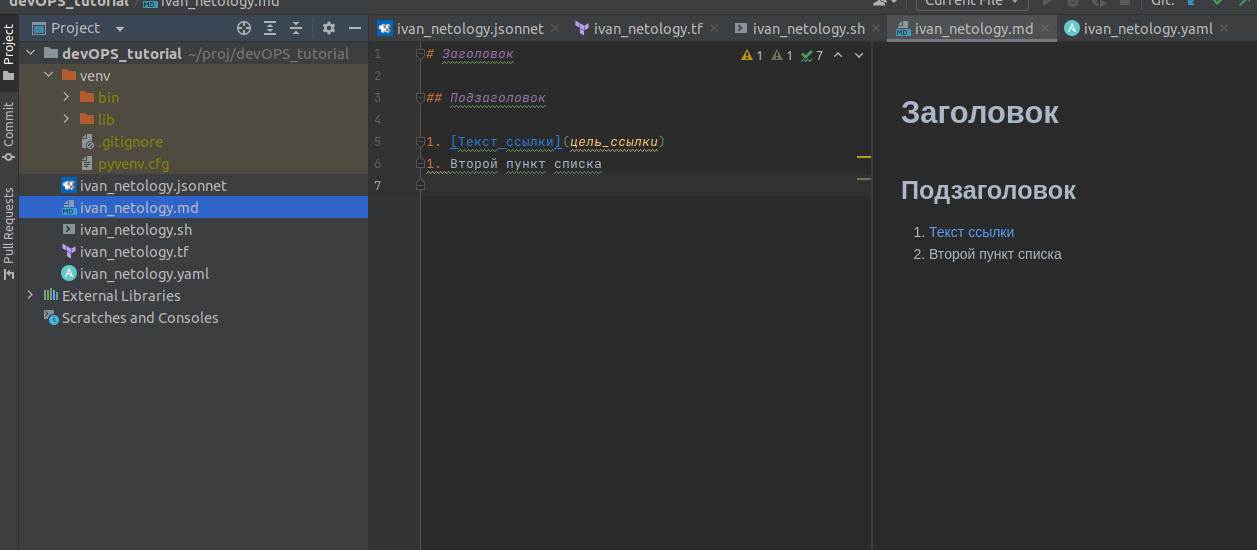 devOPS_tutorial / ivan_netology.md Current File Git:
Project
ivan_netology.jsonnet ivan_netology.tf ivan_netology.sh ivan_netology.md ivan_netology.yaml
Project
Commit
Pull Requests
devOPS_tutorial ~/proj/devOPS_tutorial
venv
bin
lib
.gitignore
pyvenv.cfg
ivan_netology.jsonnet
ivan_netology.md
ivan_netology.sh
ivan_netology.tf
ivan_netology.yaml
External Libraries
Scratches and Consoles
1 # Заголовок
1 1 7
2
3 ## Подзаголовок
4
5 1. [Текст ссылки](цель_ссылки)
6 1. Второй пункт списка
7
Заголовок
Подзаголовок
1. Текст ссылки
2. Второй пункт списка